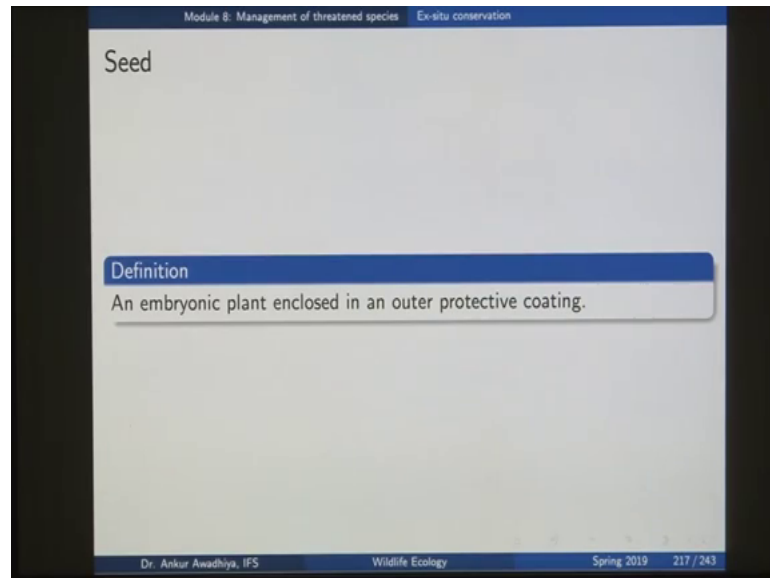 Module 8: Management of threatened species Ex-situ conservation
Seed
Definition
An embryonic plant enclosed in an outer protective coating.
Dr. Ankur Awadhiya, IFS Wildlife Ecology Spring 2019 217 / 243